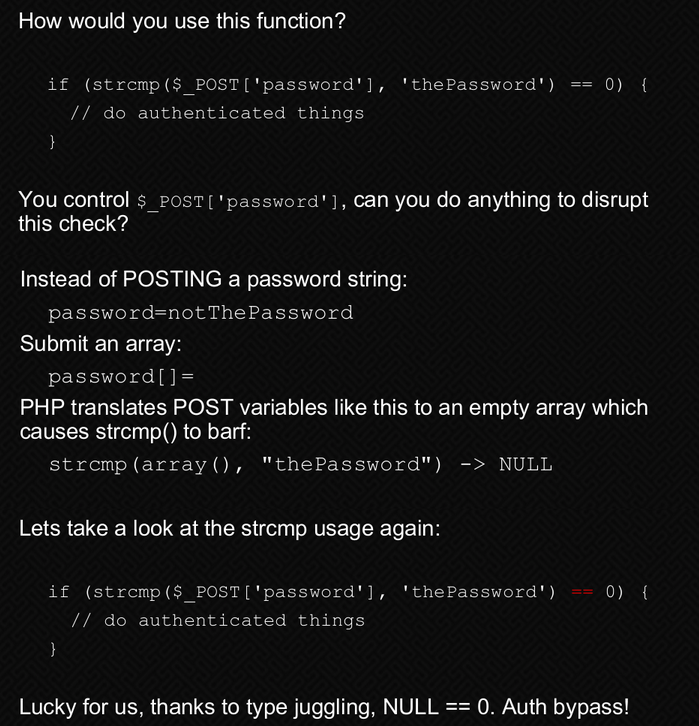 How would you use this function?
if (strcmp($_POST['password'], 'thePassword') == 0) {
// do authenticated things
}
You control $_POST['password'], can you do anything to disrupt
this check?
Instead of POSTING a password string:
password=notThePassword
Submit an array:
password[]=
PHP translates POST variables like this to an empty array which
causes strcmp() to barf:
strcmp(array(), "thePassword") -> NULL
Lets take a look at the strcmp usage again:
if (strcmp($_POST['password'], 'thePassword') == 0) {
// do authenticated things
}
Lucky for us, thanks to type juggling, NULL == 0. Auth bypass!